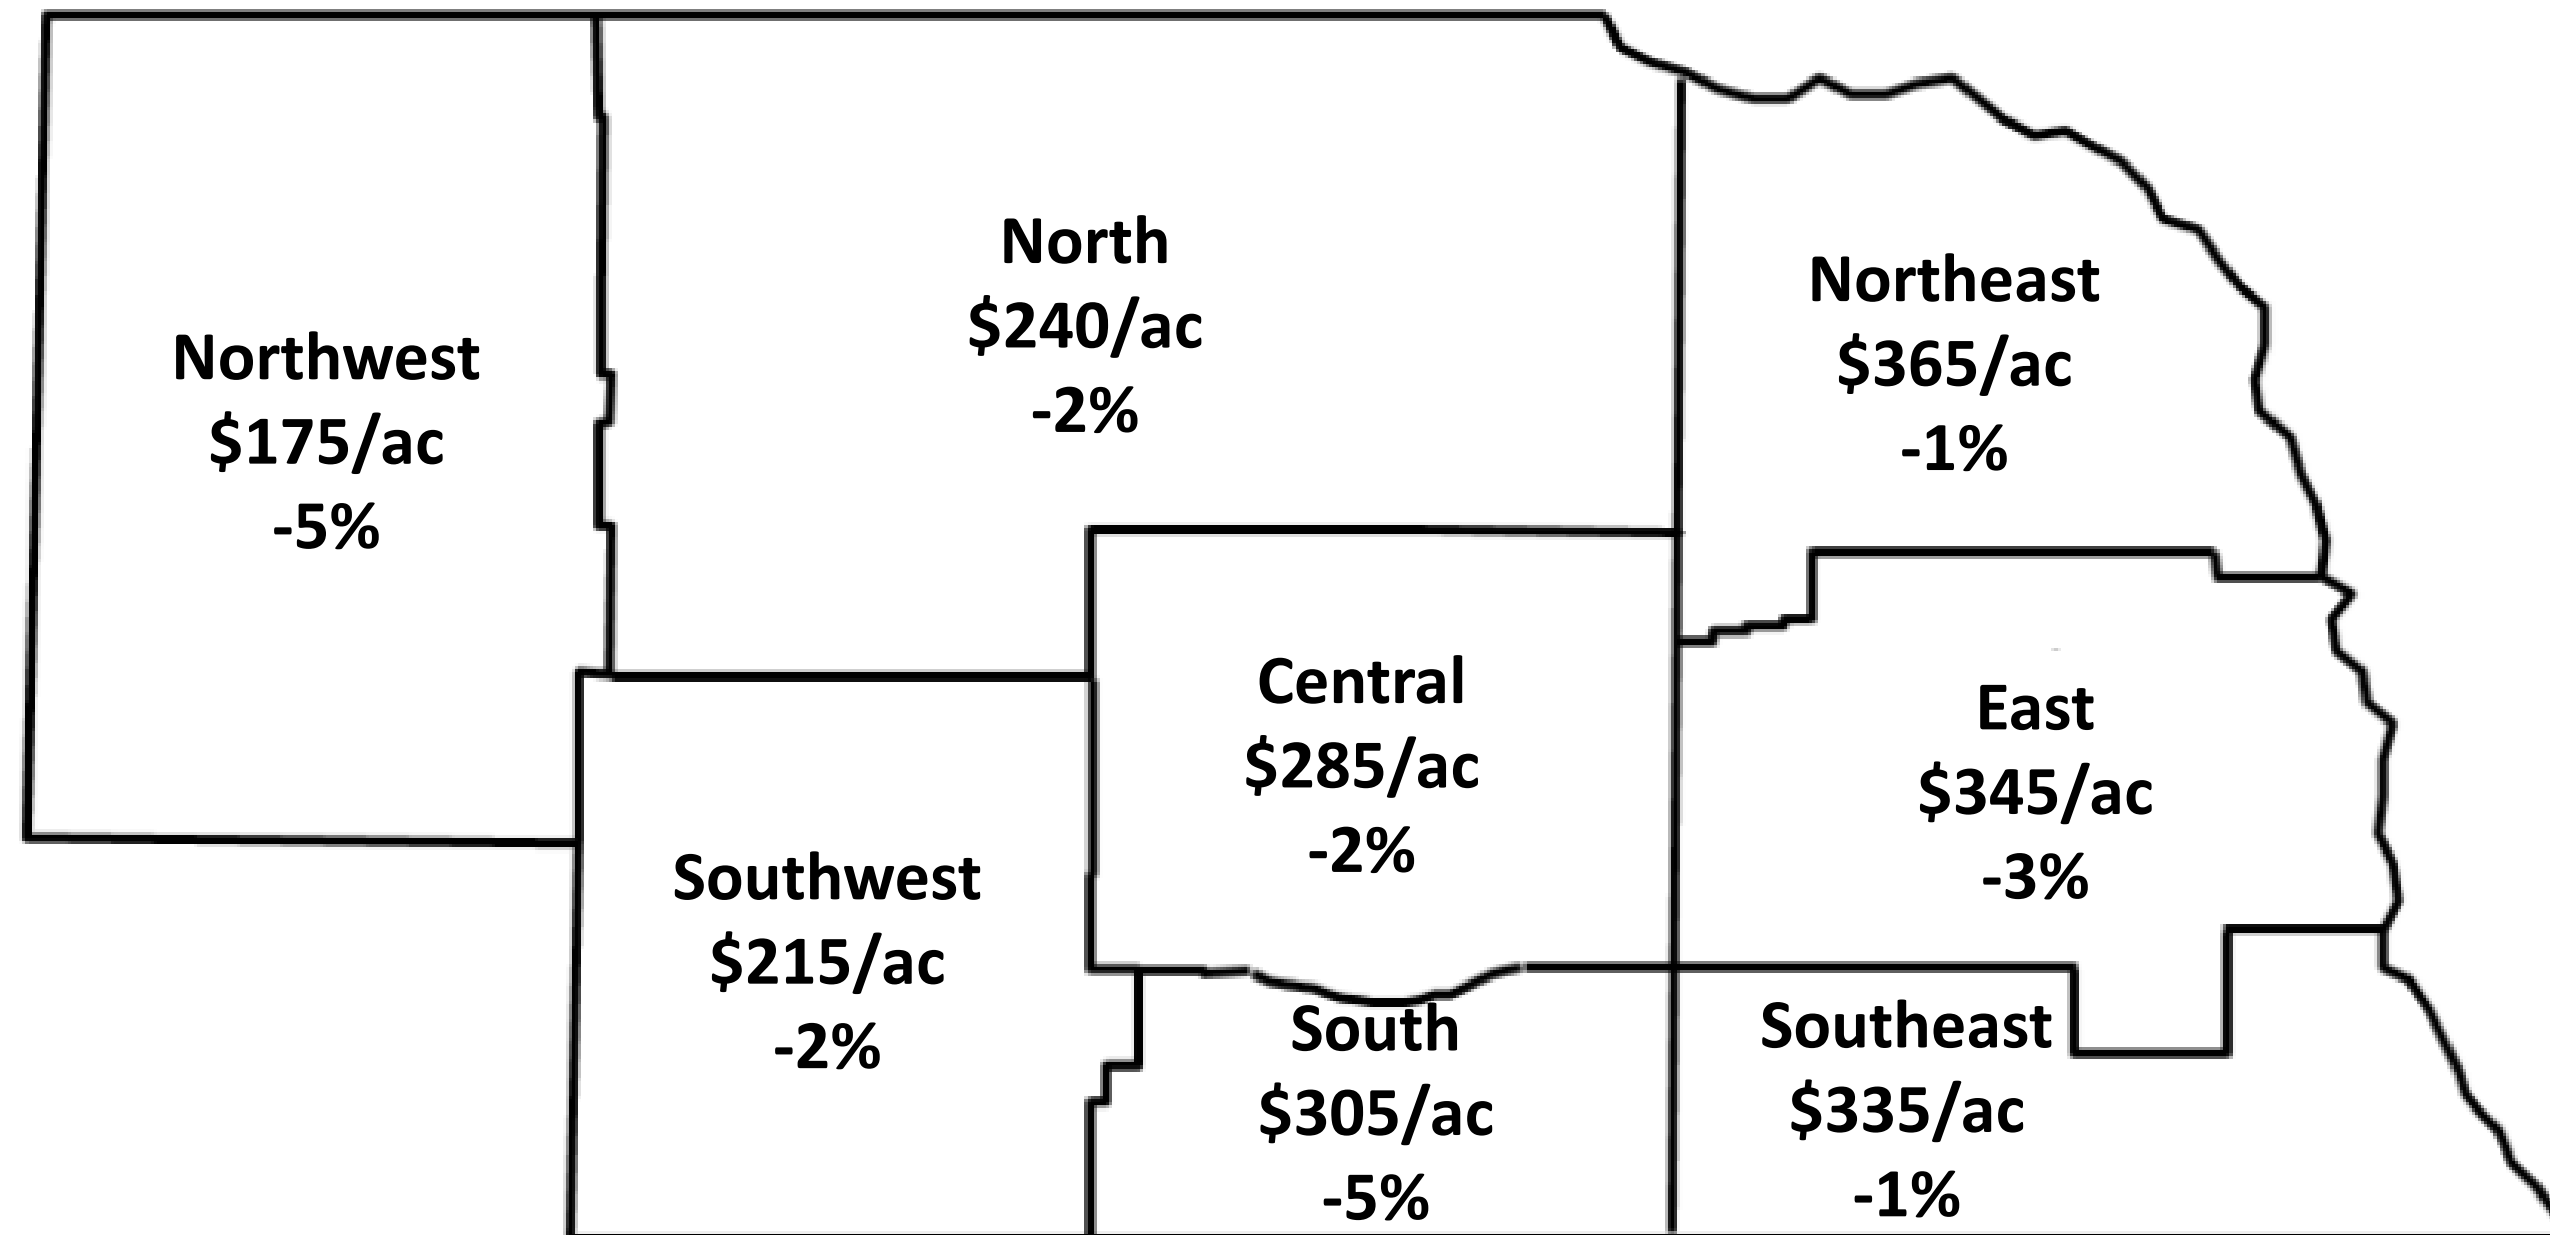 Northwest
$175/ac
-5%
North
$240/ac
-2%
Northeast
$365/ac
-1%
Southwest
$215/ac
-2%
Central
$285/ac
-2%
East
$345/ac
-3%
South
$305/ac
-5%
Southeast
$335/ac
-1%